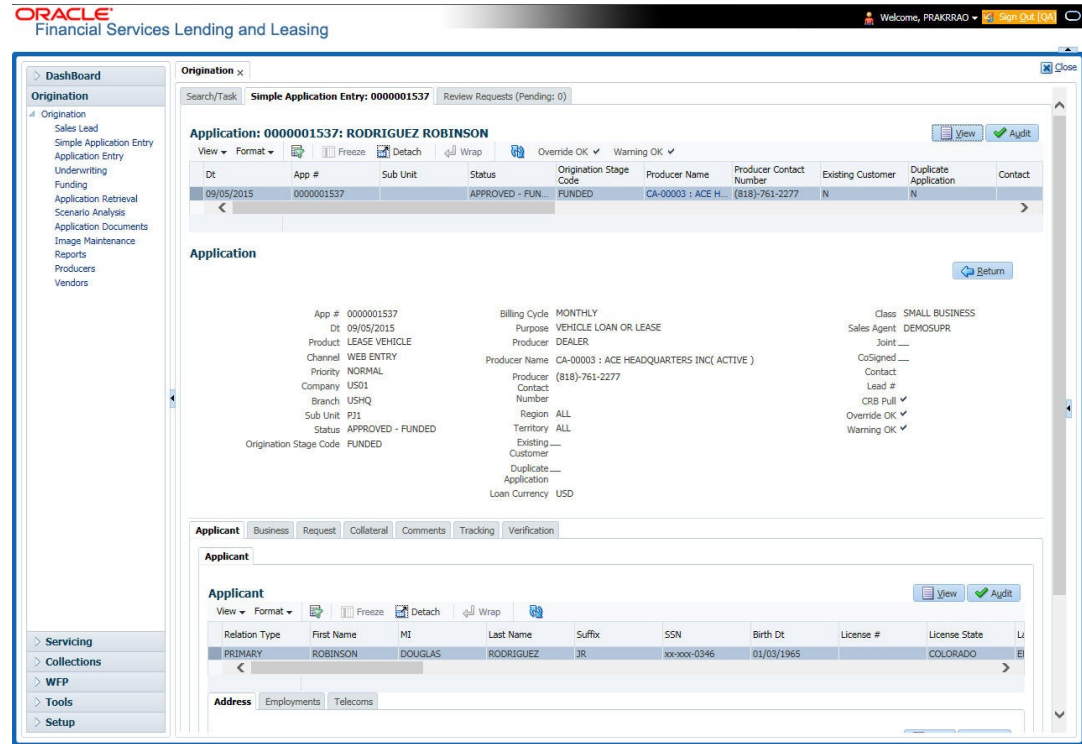 ORACLE
Financial Services Lending and Leasing
Welcome, PRAKRRAO
Sign Out [QA]
Close
DashBoard
Origination
Origination
Sales Lead
Simple Application Entry
Application Entry
Underwriting
Funding
Application Retrieval
Scenario Analysis
Application Documents
Image Maintenance
Reports
Producers
Vendors
Servicing
Collections
WFP
Tools
Setup
Origination x
Search/Task Simple Application Entry: 0000001537 Review Requests (Pending: 0)
Application: 0000001537: RODRIGUEZ ROBINSON
View Audit
View Format Freeze Detach Wrap Override OK Warning OK
Dt App # Sub Unit Status Origination Stage Code Producer Name Producer Contact Number Existing Customer Duplicate Application Contact
09/05/2015 0000001537 APPROVED - FUN... FUNDED CA-00003 : ACE H... (818)-761-2277 N N
Application
Return
App # 0000001537
Dt 09/05/2015
Product LEASE VEHICLE
Channel WEB ENTRY
Priority NORMAL
Company US01
Branch USHQ
Sub Unit PJ1
Status APPROVED - FUNDED
Origination Stage Code FUNDED
Billing Cycle MONTHLY
Purpose VEHICLE LOAN OR LEASE
Producer DEALER
Producer Name CA-00003 : ACE HEADQUARTERS INC( ACTIVE )
Producer Contact Number (818)-761-2277
Region ALL
Territory ALL
Existing Customer
Duplicate Application
Loan Currency USD
Class SMALL BUSINESS
Sales Agent DEMOSUPR
Joint
CoSigned
Contact
Lead #
CRB Pull
Override OK
Warning OK
Applicant Business Request Collateral Comments Tracking Verification
Applicant
Applicant
View Audit
View Format Freeze Detach Wrap
Relation Type First Name MI Last Name Suffix SSN Birth Dt License # License State
PRIMARY ROBINSON DOUGLAS RODRIGUEZ JR xx-xxx-0346 01/03/1965 COLORADO
Address Employments Telecoms